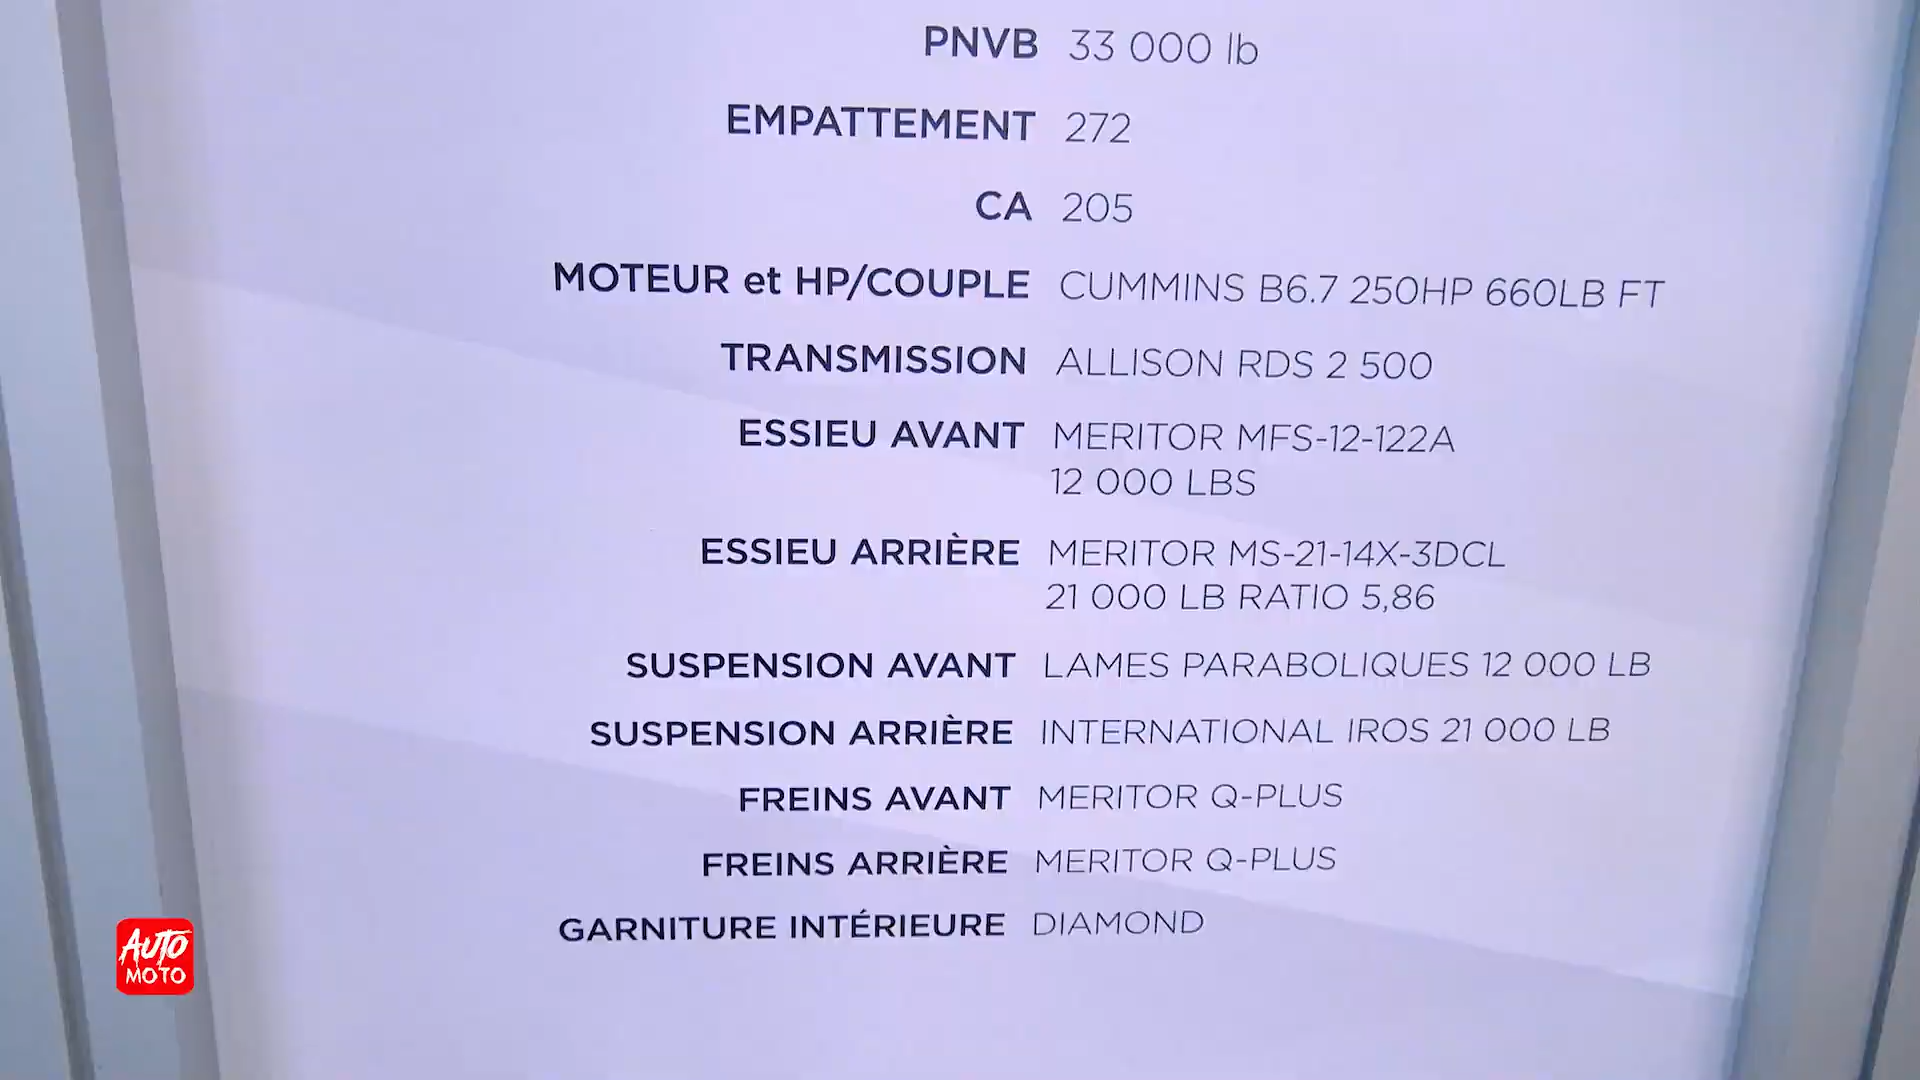 PNVB 33 000 lb
EMPATTEMENT 272
CA 205
MOTEUR et HP/COUPLE CUMMINS B6.7 250HP 660LB FT
TRANSMISSION ALLISON RDS 2 500
ESSIEU AVANT MERITOR MFS-12-122A
12 000 LBS
ESSIEU ARRIÈRE MERITOR MS-21-14X-3DCL
21 000 LB RATIO 5,86
SUSPENSION AVANT LAMES PARABOLIQUES 12 000 LB
SUSPENSION ARRIÈRE INTERNATIONAL IROS 21 000 LB
FREINS AVANT MERITOR Q-PLUS
FREINS ARRIÈRE MERITOR Q-PLUS
GARNITURE INTÉRIEURE DIAMOND
AUTO
MOTO